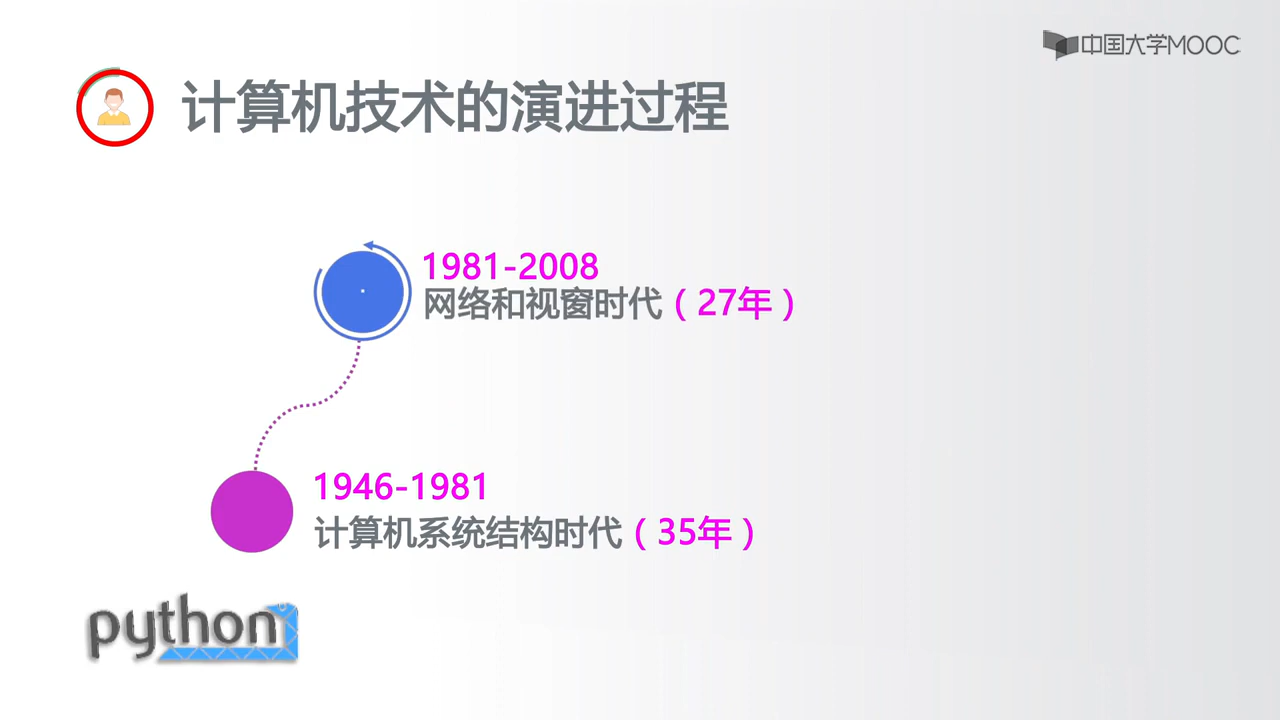 中国大学MOOC
计算机技术的演进过程
1981-2008
网络和视窗时代（27年）
1946-1981
计算机系统结构时代（35年）
python